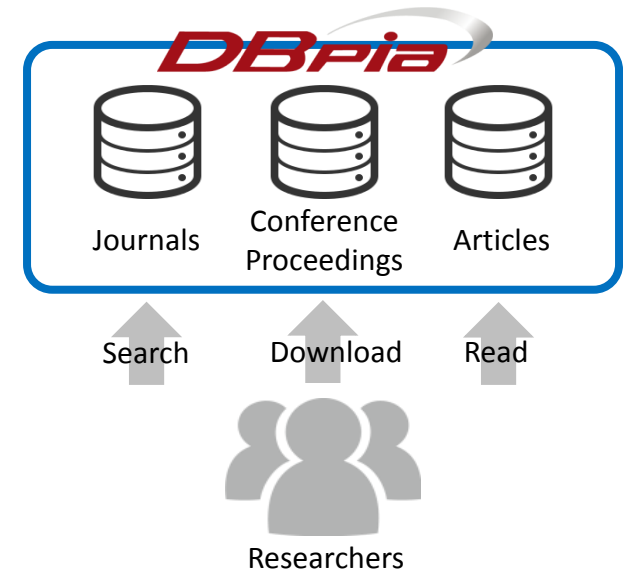 DBpia
Journals
Conference
Proceedings
Articles
Search
Download
Read
Researchers